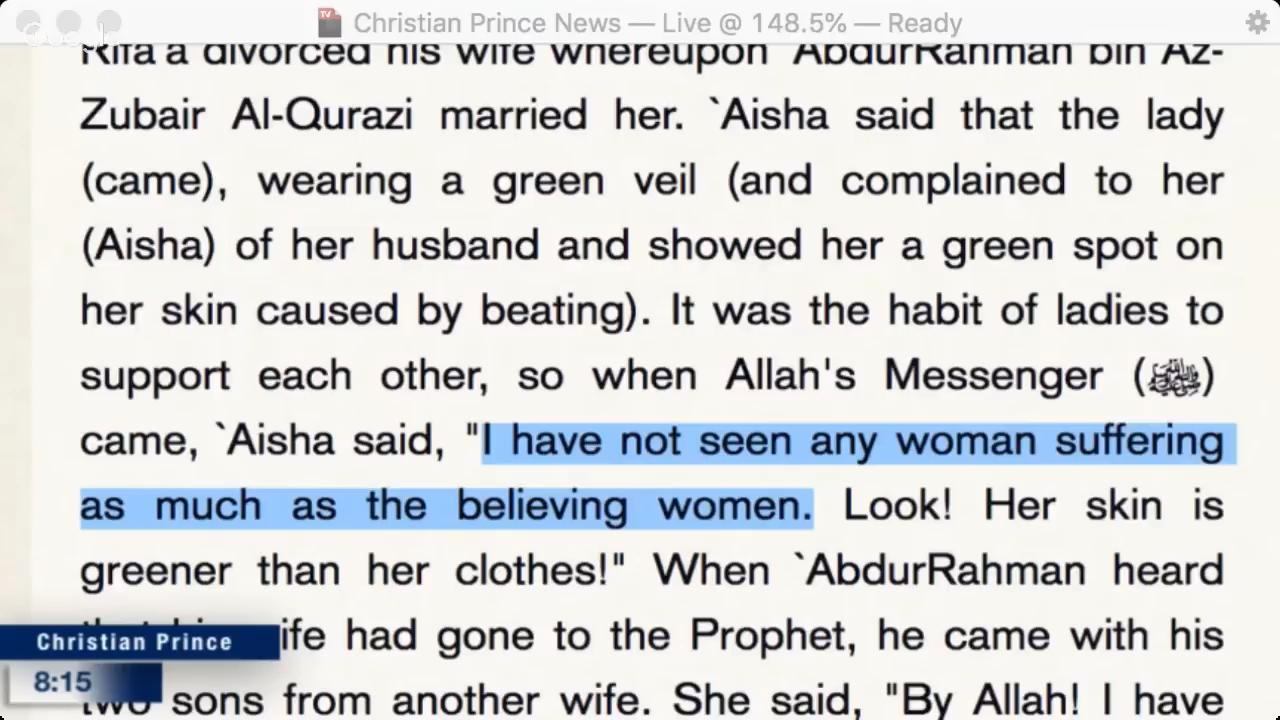 Christian Prince News — Live @ 148.5% — Ready
Rifa`a divorced his wife whereupon `AbdurRahman bin Az-
Zubair Al-Qurazi married her. `Aisha said that the lady
(came), wearing a green veil (and complained to her
(Aisha) of her husband and showed her a green spot on
her skin caused by beating). It was the habit of ladies to
support each other, so when Allah's Messenger (ﷺ)
came, `Aisha said, "I have not seen any woman suffering
as much as the believing women. Look! Her skin is
greener than her clothes!" When `AbdurRahman heard
that his wife had gone to the Prophet, he came with his
two sons from another wife. She said, "By Allah! I have
Christian Prince
8:15